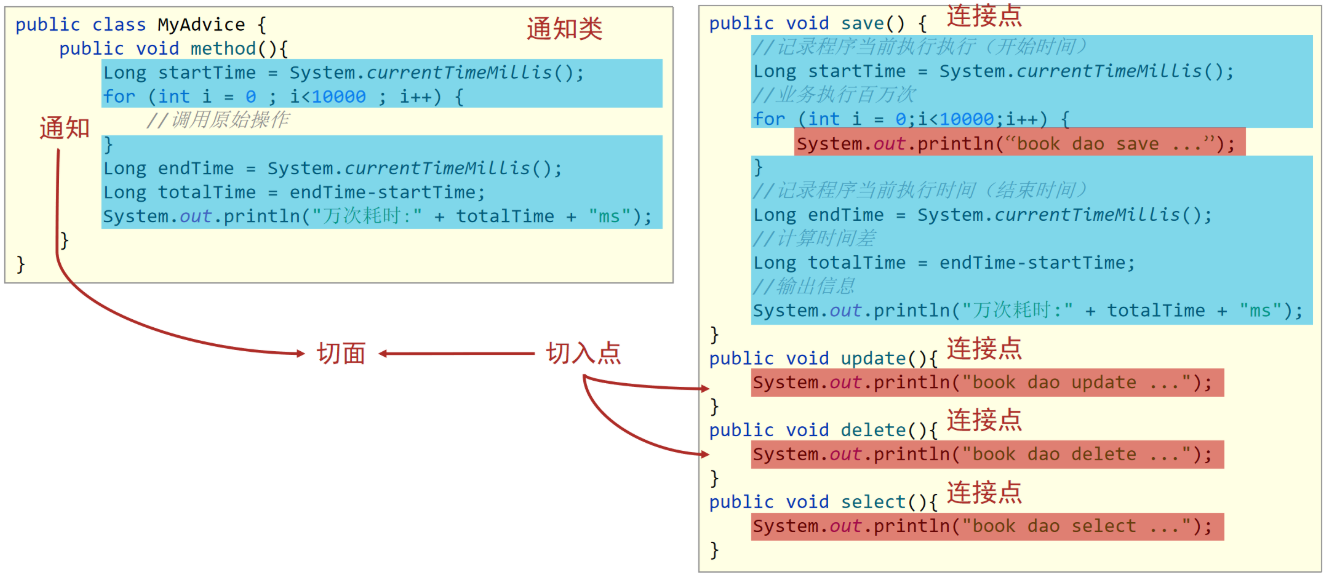 public class MyAdvice {
通知类
public void method(){
Long startTime = System.currentTimeMillis();
for (int i = 0 ; i<10000 ; i++) {
//调用原始操作
通知
}
Long endTime = System.currentTimeMillis();
Long totalTime = endTime-startTime;
System.out.println("万次耗时:" + totalTime + "ms");
}
}
切面
切入点
public void save() {
连接点
//记录程序当前执行执行（开始时间）
Long startTime = System.currentTimeMillis();
//业务执行百万次
for (int i = 0;i<10000;i++) {
System.out.println(“book dao save ...”);
}
//记录程序当前执行时间（结束时间）
Long endTime = System.currentTimeMillis();
//计算时间差
Long totalTime = endTime-startTime;
//输出信息
System.out.println("万次耗时:" + totalTime + "ms");
}
public void update(){
连接点
System.out.println("book dao update ...");
}
public void delete(){
连接点
System.out.println("book dao delete ...");
}
public void select(){
连接点
System.out.println("book dao select ...");
}